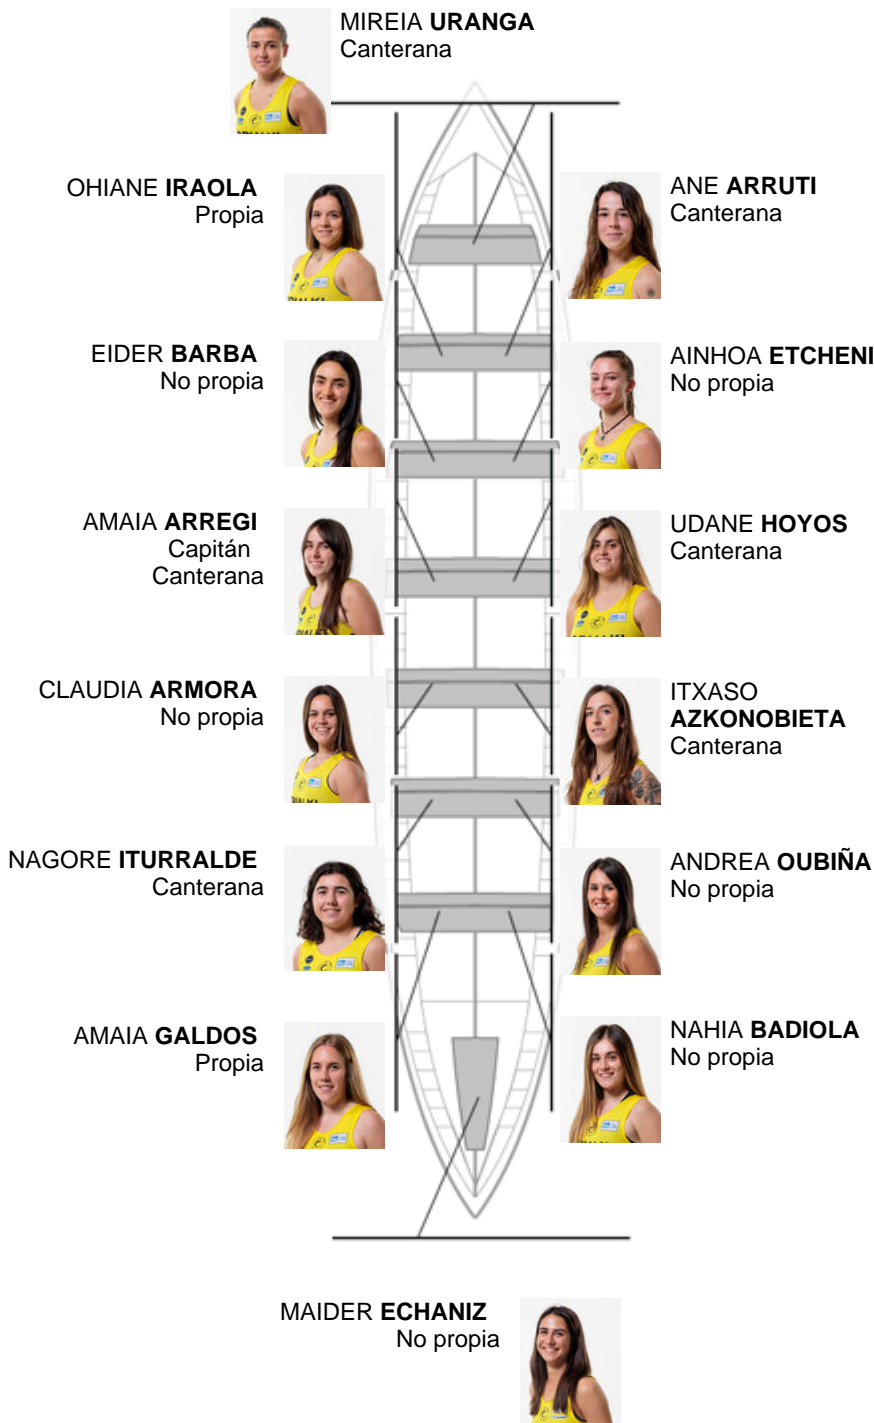 MIREIA URANGA
Canterana
OHIANE IRAOLA
Propia
ANE ARRUTI
Canterana
EIDER BARBA
No propia
AINHOA ETCHENI
No propia
AMAIA ARREGI
Capitán
Canterana
UDANE HOYOS
Canterana
CLAUDIA ARMORA
No propia
ITXASO
AZKONOBIETA
Canterana
NAGORE ITURRALDE
Canterana
ANDREA OUBIÑA
No propia
AMAIA GALDOS
Propia
NAHIA BADIOLA
No propia
MAIDER ECHANIZ
No propia